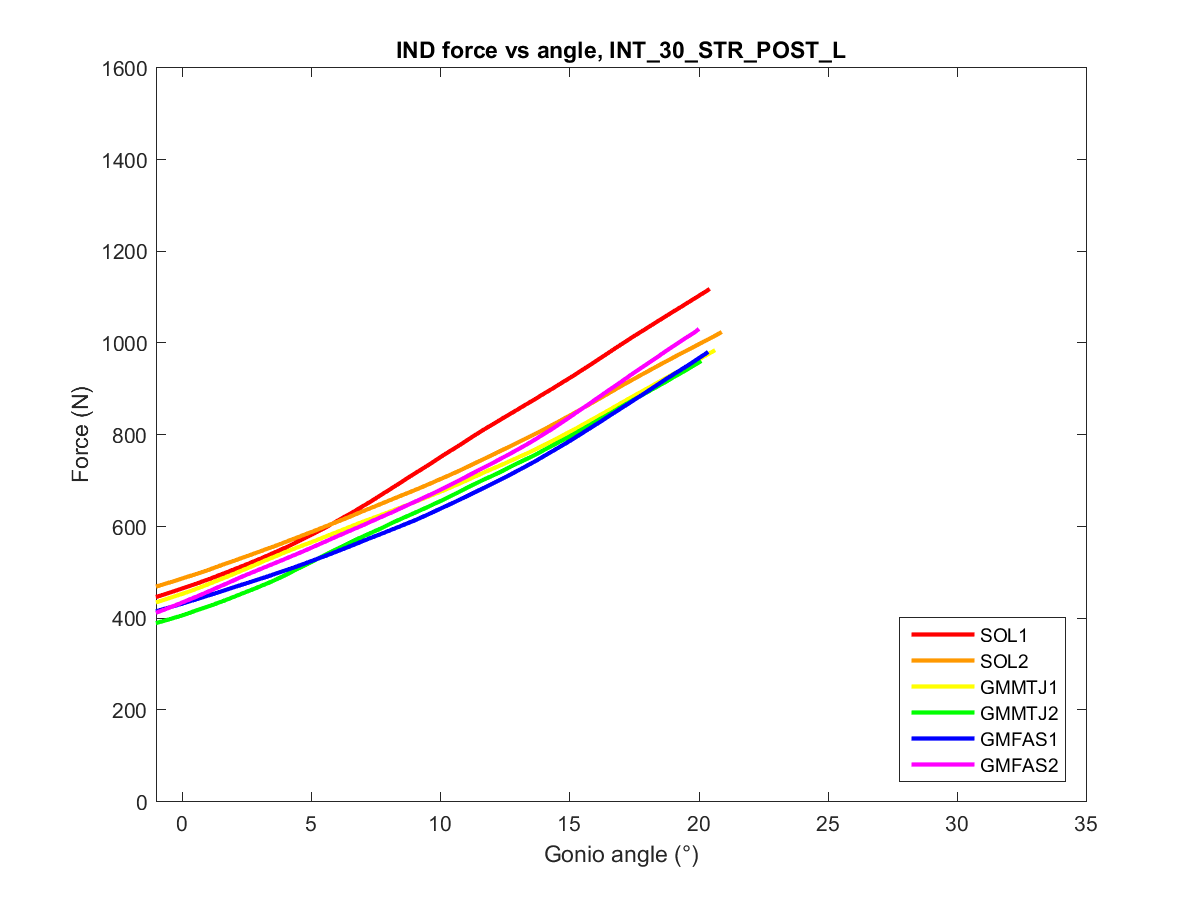 IND force vs angle, INT_30_STR_POST_L
1600
1400
1200
1000
800
600
400
200
0
Force (N)
0 5 10 15 20 25 30 35
Gonio angle (°)
SOL1
SOL2
GMMTJ1
GMMTJ2
GMFAS1
GMFAS2